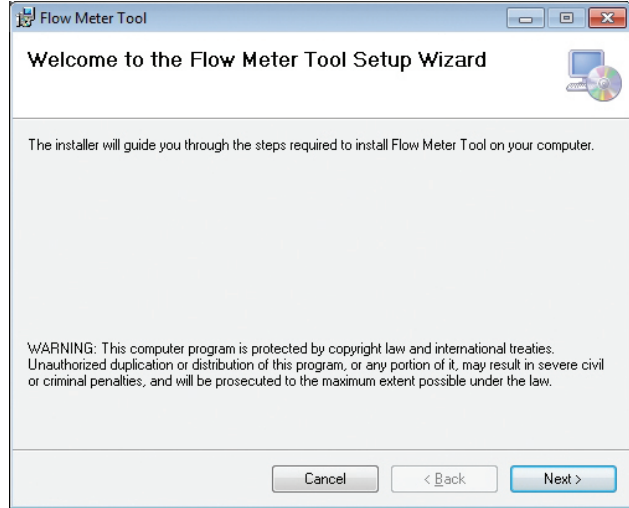 Flow Meter Tool
Welcome to the Flow Meter Tool Setup Wizard
The installer will guide you through the steps required to install Flow Meter Tool on your computer.
WARNING: This computer program is protected by copyright law and international treaties.
Unauthorized duplication or distribution of this program, or any portion of it, may result in severe civil
or criminal penalties, and will be prosecuted to the maximum extent possible under the law.
Cancel < Back Next >